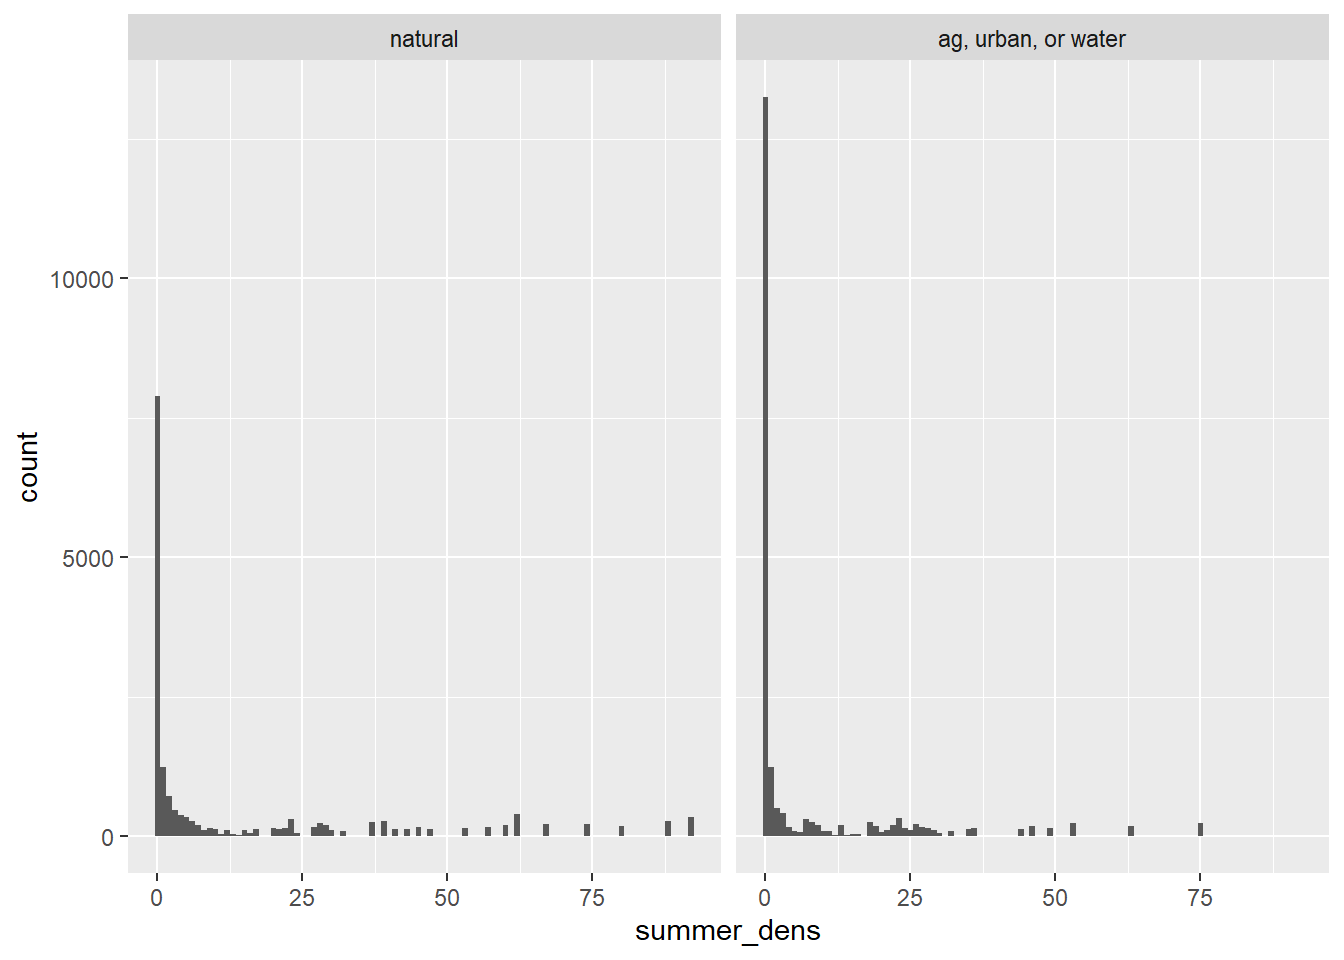 natural
ag, urban, or water
count
10000
5000
0
0 25 50 75
0 25 50 75
summer_dens